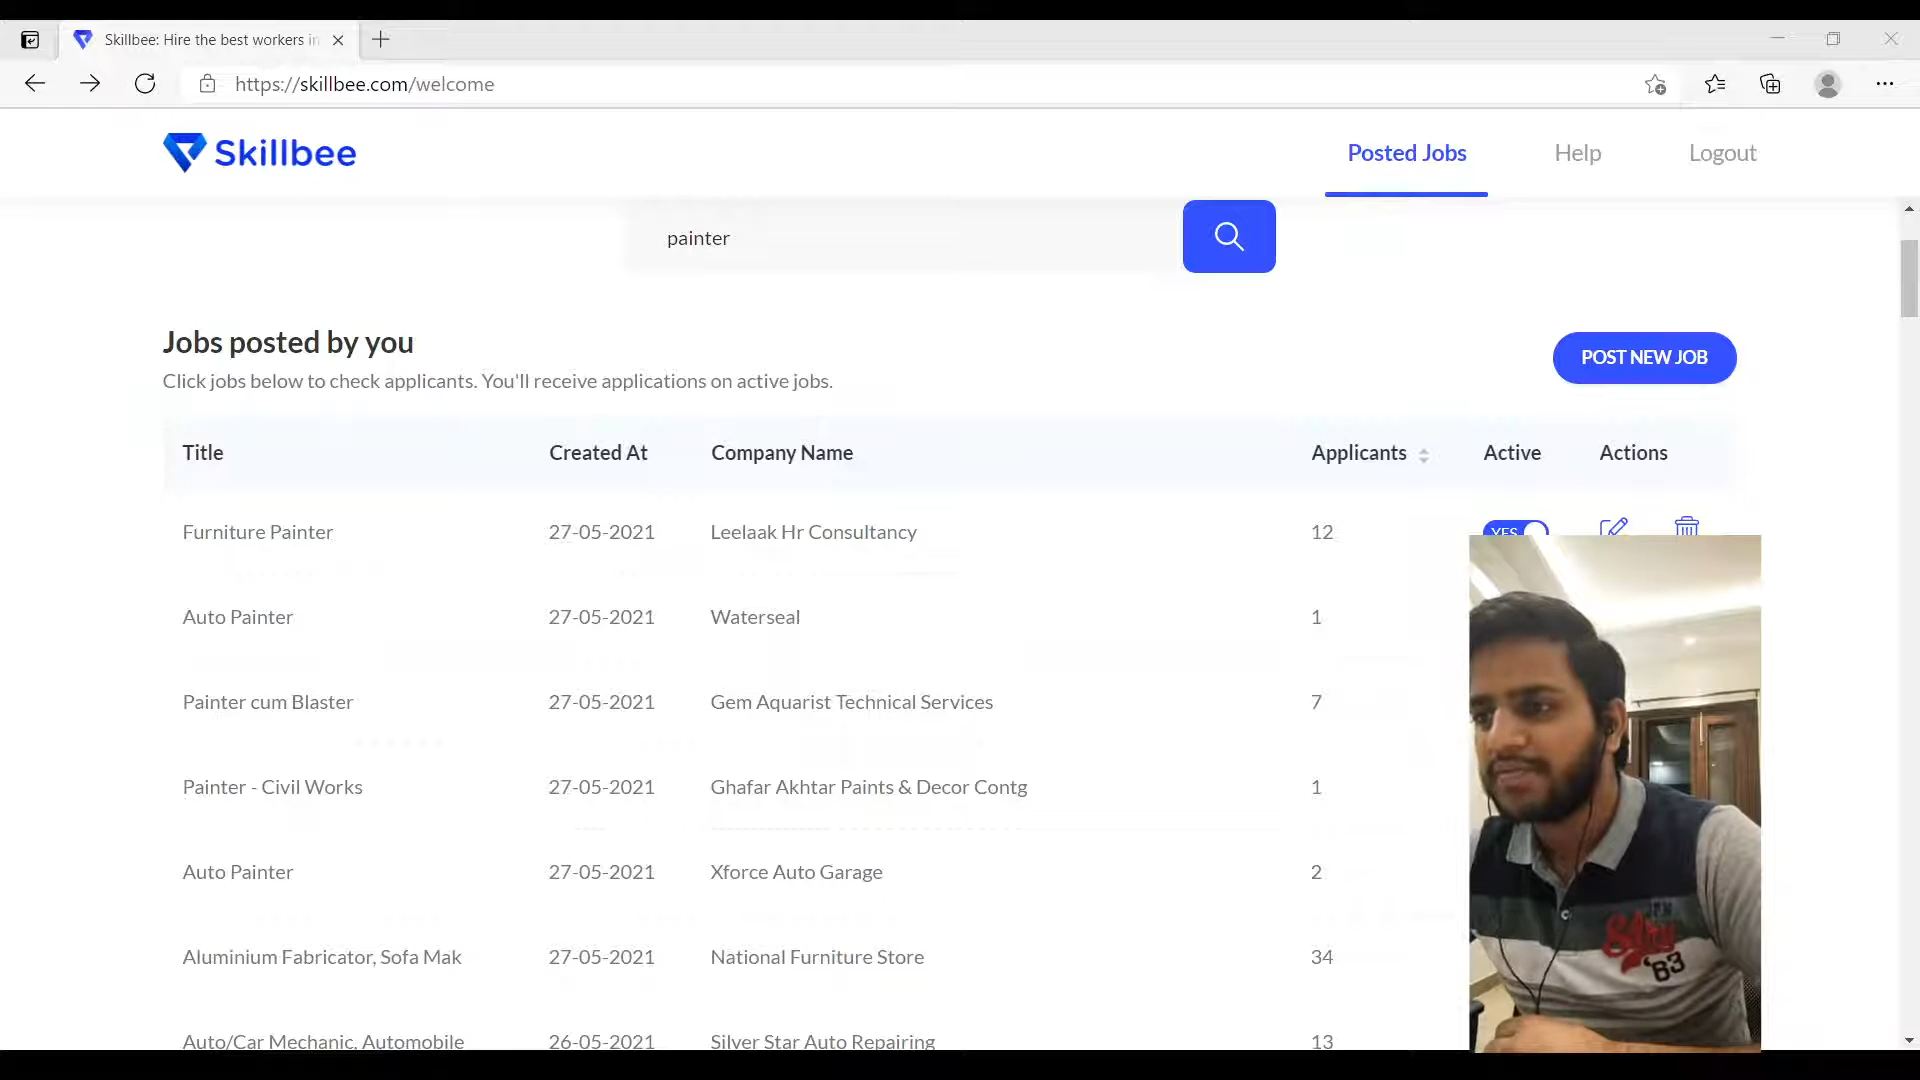 Skillbee: Hire the best workers in
https://skillbee.com/welcome
Skillbee
Posted Jobs Help Logout
painter
Jobs posted by you
POST NEW JOB
Click jobs below to check applicants. You'll receive applications on active jobs.
Title Created At Company Name Applicants Active Actions
Furniture Painter 27-05-2021 Leelaak Hr Consultancy 12 YES
Auto Painter 27-05-2021 Waterseal 1
Painter cum Blaster 27-05-2021 Gem Aquarist Technical Services 7
Painter - Civil Works 27-05-2021 Ghafar Akhtar Paints & Decor Contg 1
Auto Painter 27-05-2021 Xforce Auto Garage 2
Aluminium Fabricator, Sofa Mak 27-05-2021 National Furniture Store 34
Auto/Car Mechanic, Automobile 26-05-2021 Silver Star Auto Repairing 13
'83